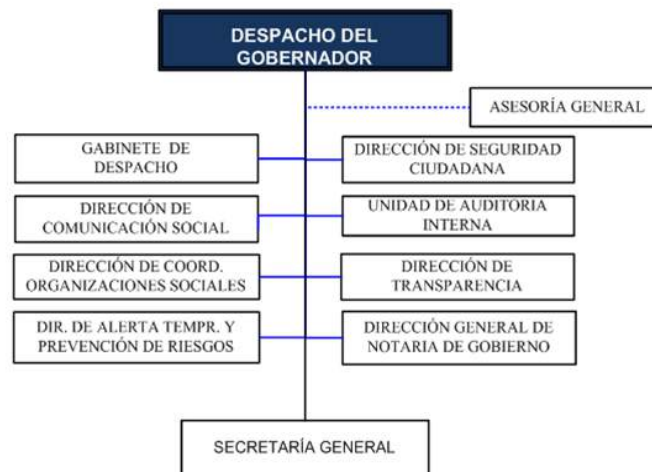 DESPACHO DEL
GOBERNADOR
ASESORÍA GENERAL
GABINETE DE
DESPACHO
DIRECCIÓN DE SEGURIDAD
CIUDADANA
DIRECCIÓN DE
COMUNICACIÓN SOCIAL
UNIDAD DE AUDITORIA
INTERNA
DIRECCIÓN DE COORD.
ORGANIZACIONES SOCIALES
DIRECCIÓN DE
TRANSPARENCIA
DIR. DE ALERTA TEMPR. Y
PREVENCIÓN DE RIESGOS
DIRECCIÓN GENERAL DE
NOTARIA DE GOBIERNO
SECRETARÍA GENERAL